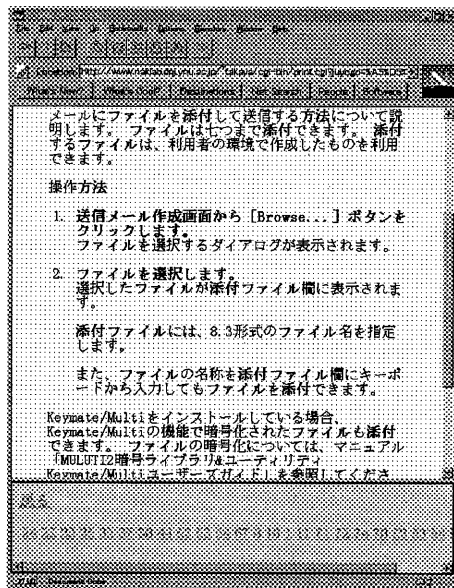 File Edit View Go Bookmarks Options Directory Window Help
Location:
What's New? What's Cool? Destinations Net Search People Software
メールにファイルを添付して送信する方法について説
明します。 ファイルは七つまで添付できます。 添付
するファイルは、利用者の環境で作成したものを利用
できます。
操作方法
1. 送信メール作成画面から [Browse...] ボタンを
クリックします。
ファイルを選択するダイアログが表示されます。
2. ファイルを選択します。
選択したファイルが添付ファイル欄に表示されま
す。
添付ファイルには、8.3形式のファイル名を指定
します。
また、ファイルの名称を添付ファイル欄にキーボ
ードから入力してもファイルを添付できます。
Keymate/Multiをインストールしている場合、
Keymate/Multiの機能で暗号化されたファイルも添付
できます。 ファイルの暗号化については、マニュアル
「MULUTI2暗号ライブラリ&ユーティリティ
Keymate/Multiユーザーズガイド」を参照してくださ